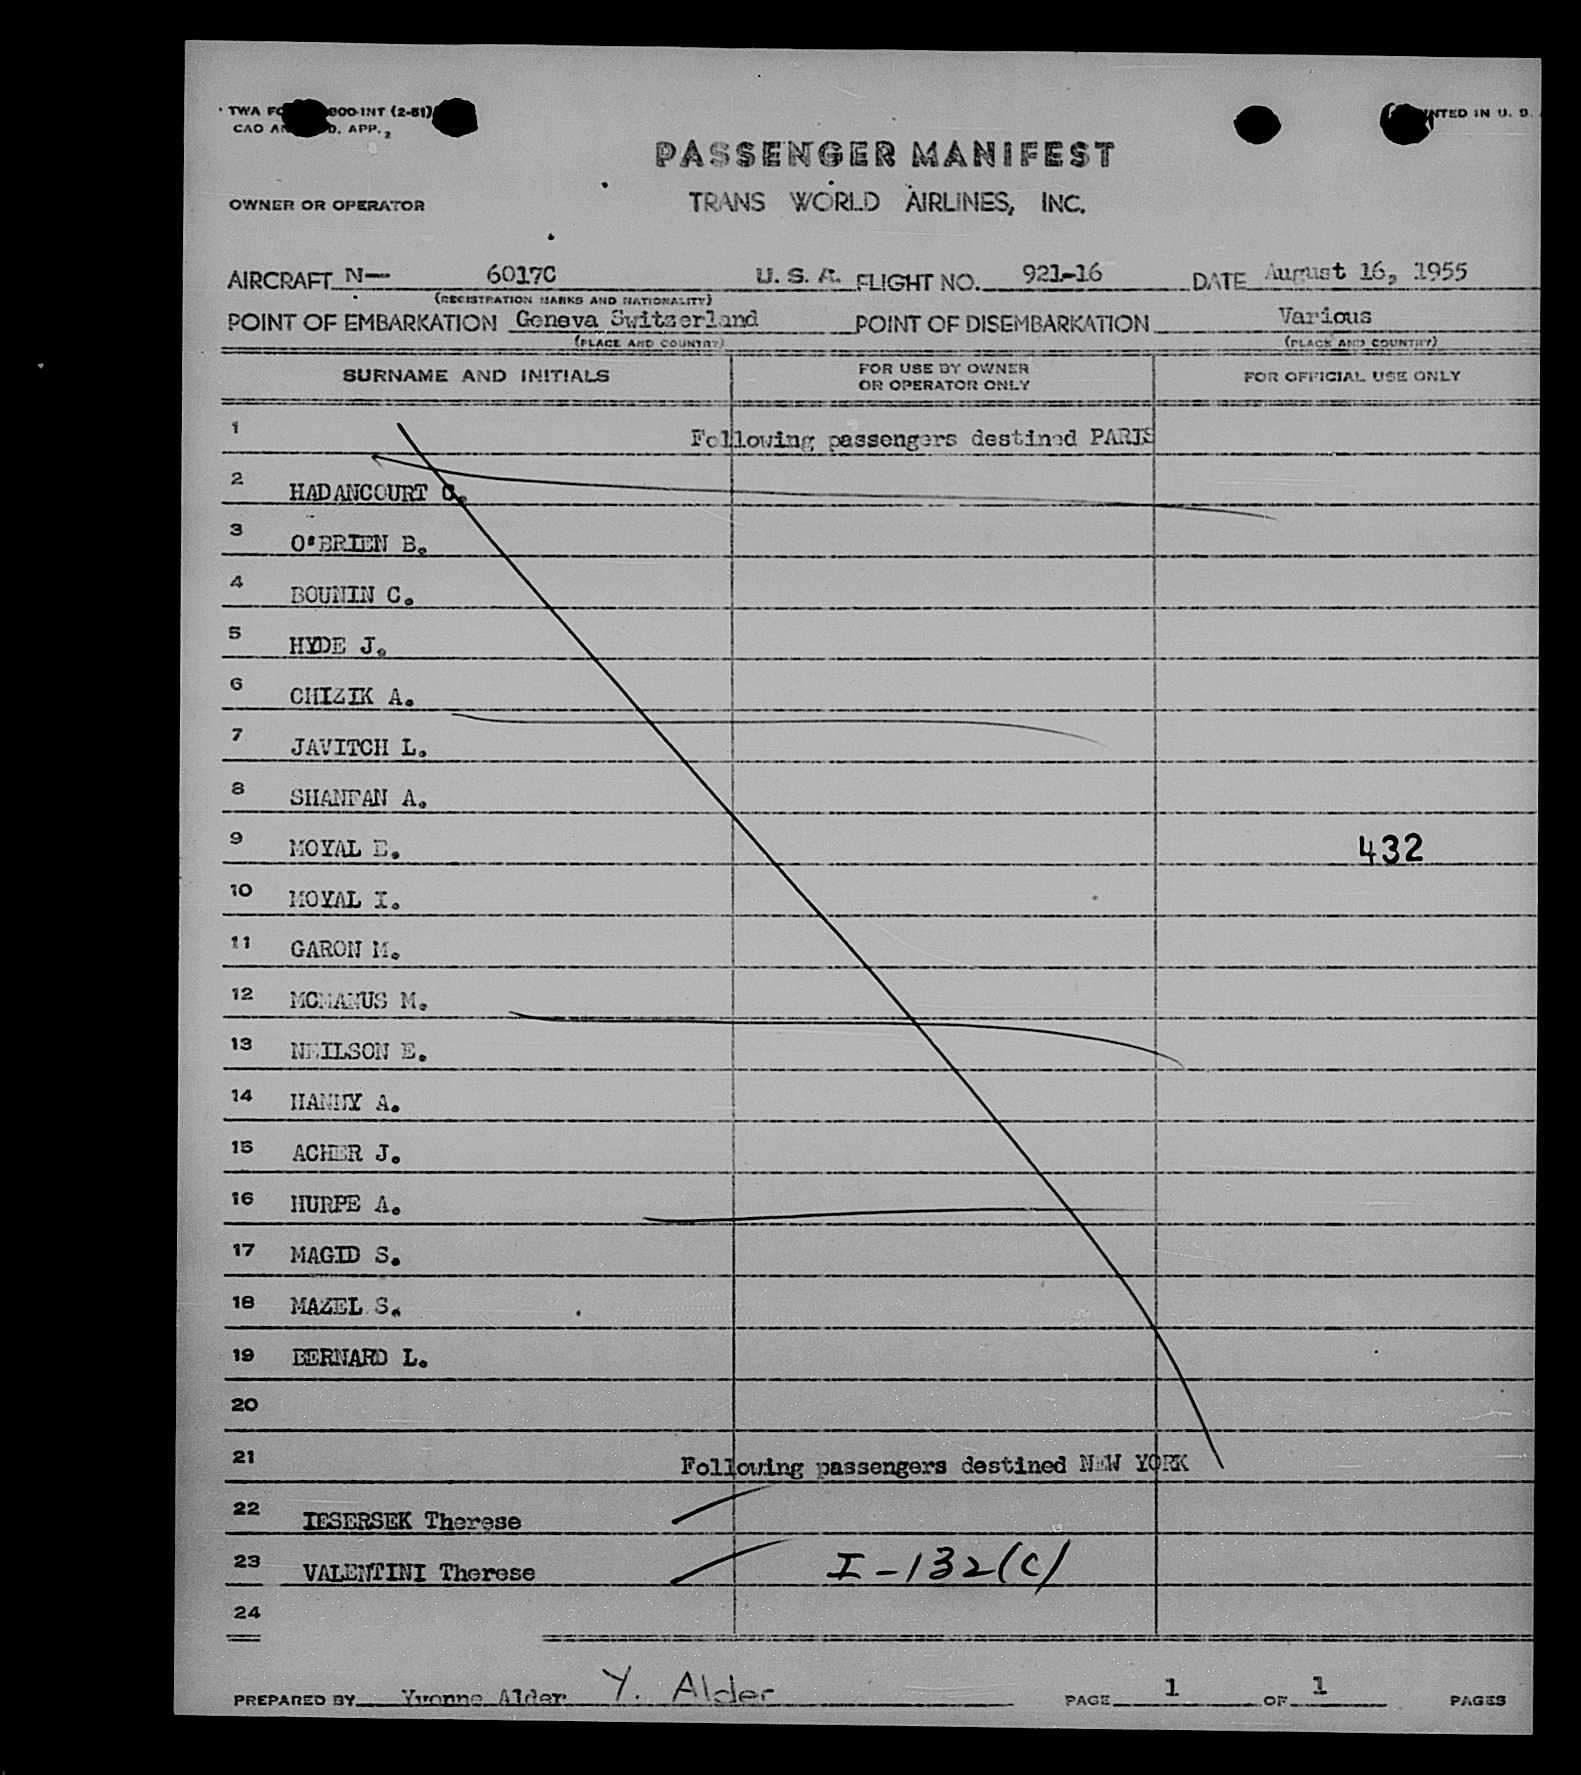 TWA FO 800-INT (2-51) PRINTED IN U. S.
CAO AN D. APP. 2
PASSENGER MANIFEST
OWNER OR OPERATOR TRANS WORLD AIRLINES, INC.
AIRCRAFT N— 6017C U. S. A. FLIGHT NO. 921-16 DATE August 16, 1955
(REGISTRATION MARKS AND NATIONALITY)
POINT OF EMBARKATION Geneva Switzerland POINT OF DISEMBARKATION Various
(PLACE AND COUNTRY) (PLACE AND COUNTRY)
SURNAME AND INITIALS FOR USE BY OWNER OR OPERATOR ONLY FOR OFFICIAL USE ONLY
1 Following passengers destined PARIS
2 HADANCOURT C.
3 O'BRIEN B.
4 BOUNIN C.
5 HYDE J.
6 CHIZIK A.
7 JAVITCH L.
8 SHANFAN A.
9 MOYAL E. 432
10 MOYAL I.
11 GARON M.
12 MCMANUS M.
13 NEILSON E.
14 HANNY A.
15 ACHER J.
16 HURPE A.
17 MAGID S.
18 MAZEL S.
19 BERNARD L.
20
21 Following passengers destined NEW YORK
22 Therese
23 VALENTINI Therese I-132(C)
24
PREPARED BY Yvonne Alder Y. Alder PAGE 1 OF 1 PAGES